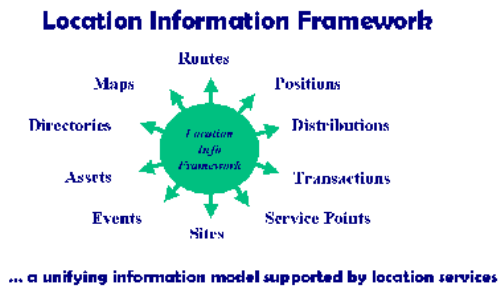 Location Information Framework
Routes
Maps
Positions
Directories
Distributions
Location
Info
Framework
Assets
Transactions
Events
Service Points
Sites
... a unifying information model supported by location services